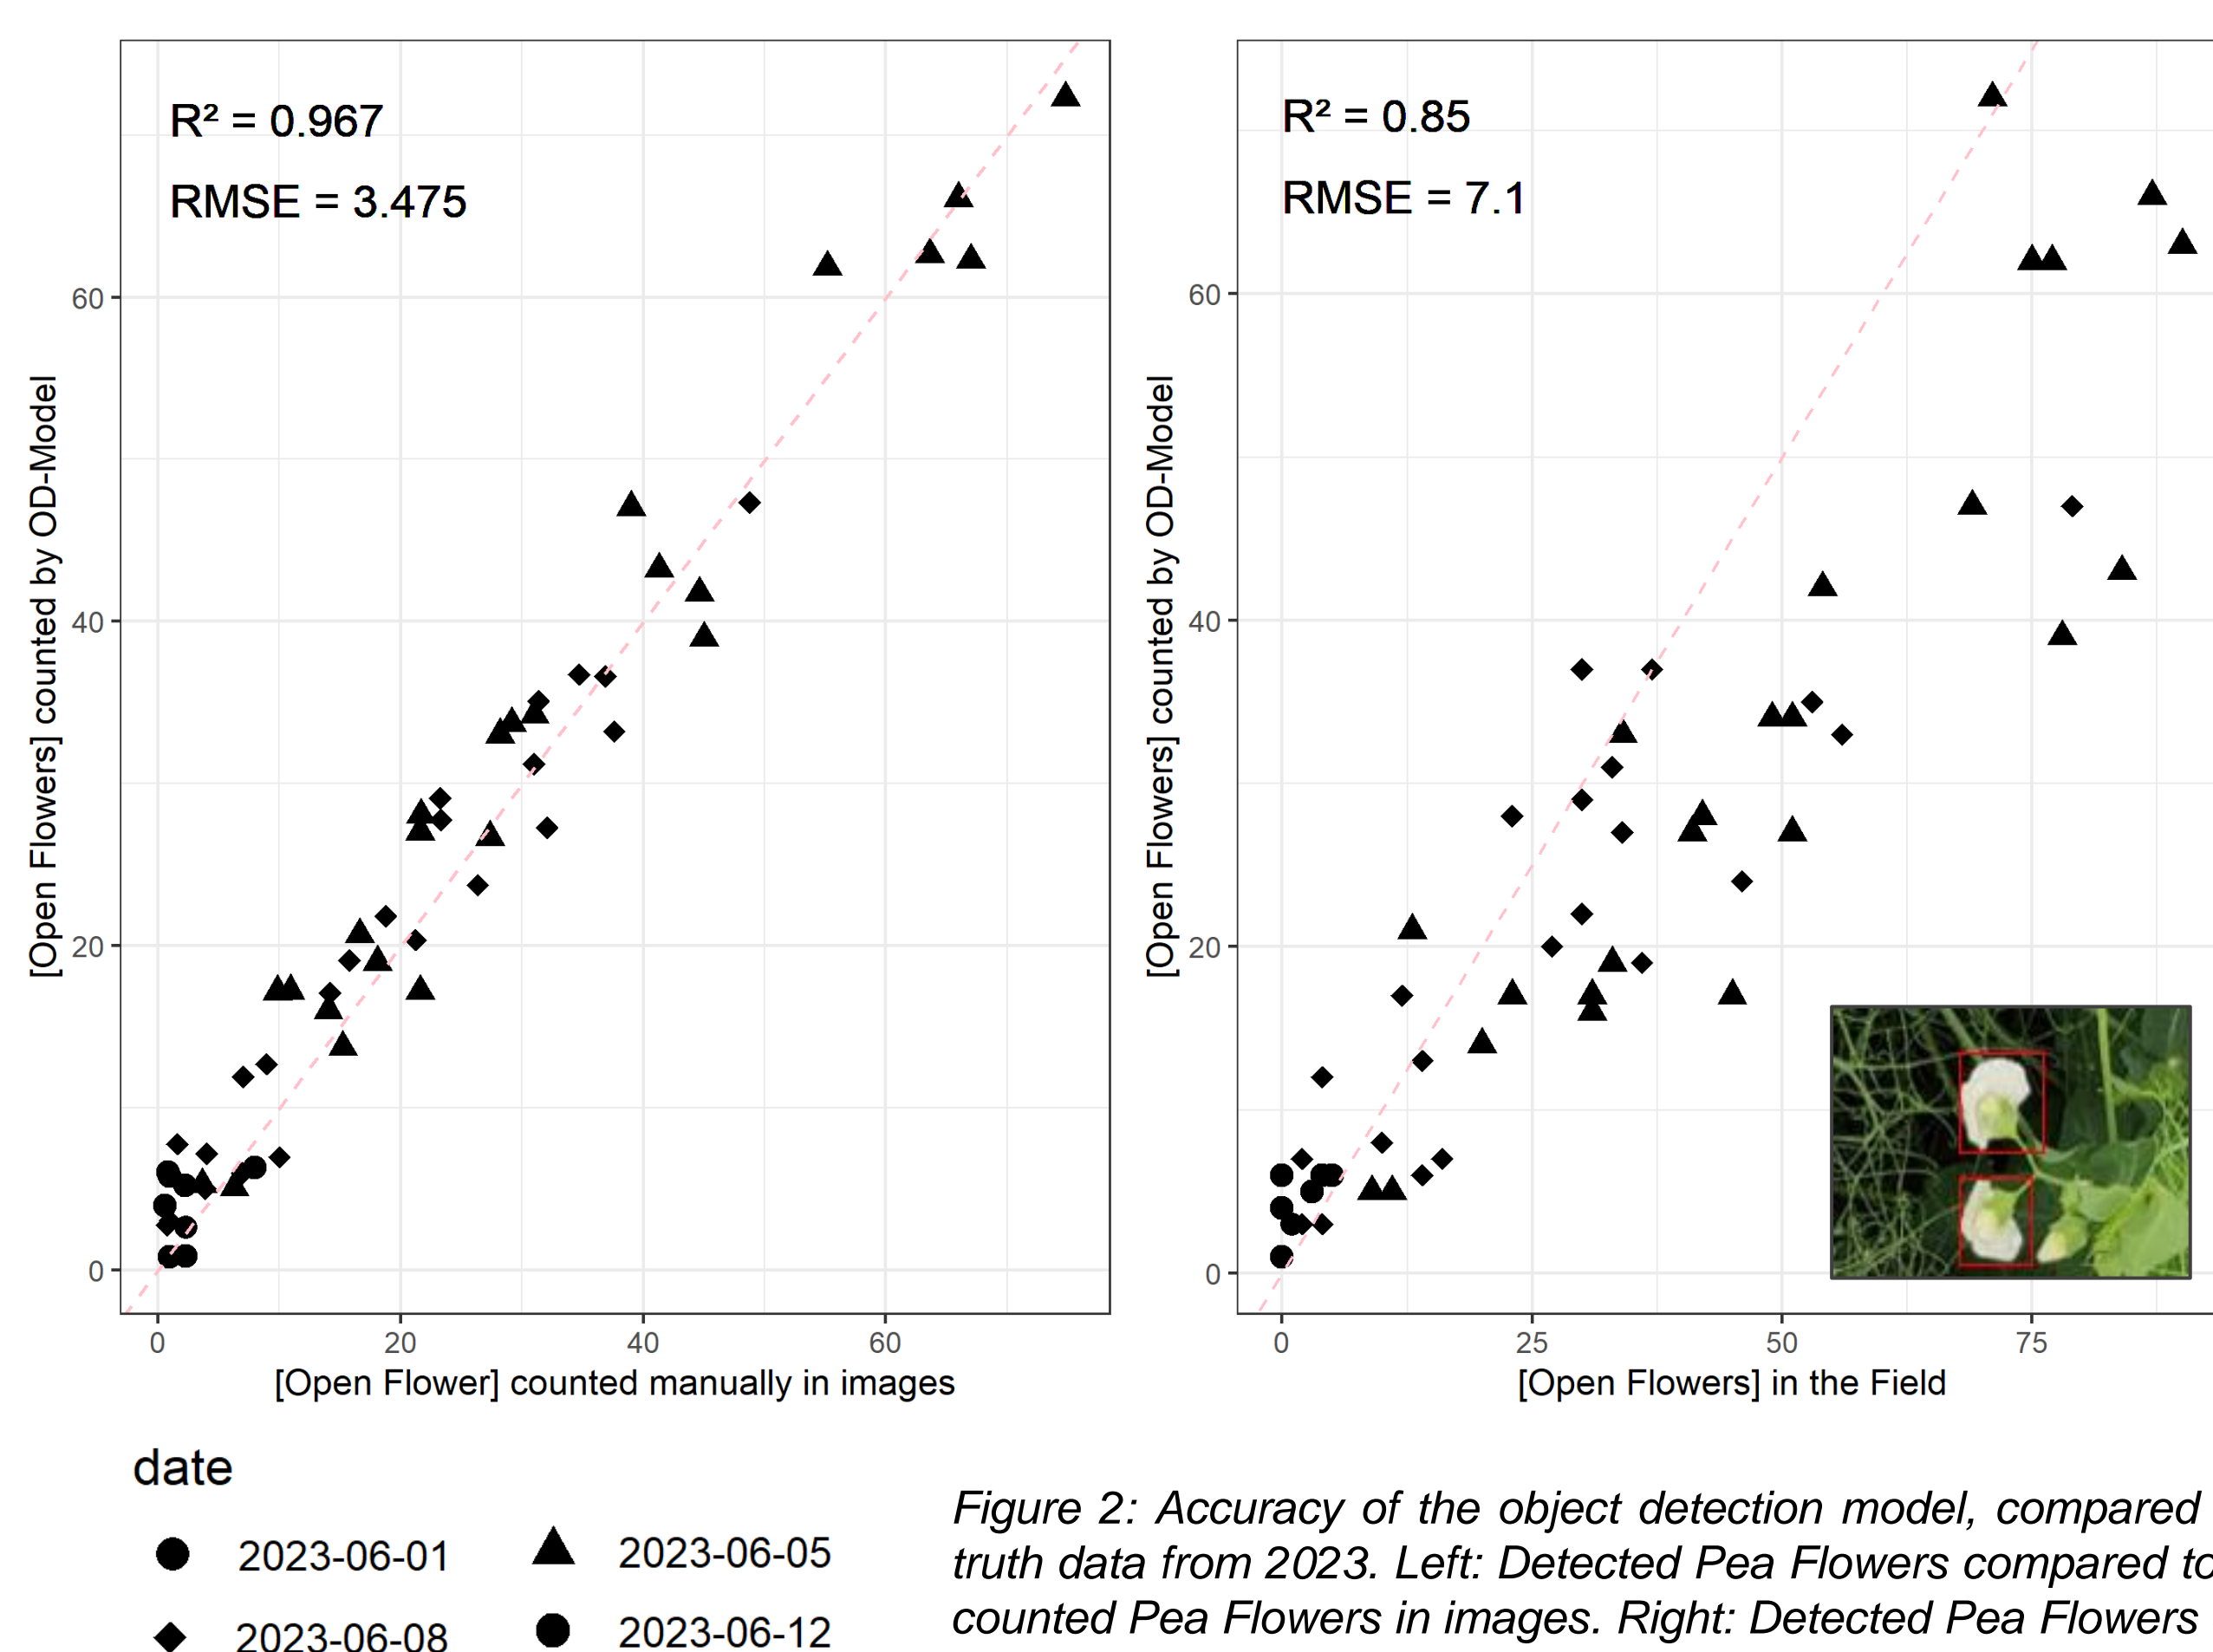 R² = 0.967
RMSE = 3.475
60
40
20
0
0 20 40 60
[Open Flowers] counted by OD-Model
[Open Flower] counted manually in images
R² = 0.85
RMSE = 7.1
60
40
20
0
0 25 50 75
[Open Flowers] counted by OD-Model
[Open Flowers] in the Field
date
2023-06-01
2023-06-05
2023-06-08
2023-06-12
Figure 2: Accuracy of the object detection model, compared
truth data from 2023. Left: Detected Pea Flowers compared to
counted Pea Flowers in images. Right: Detected Pea Flowers